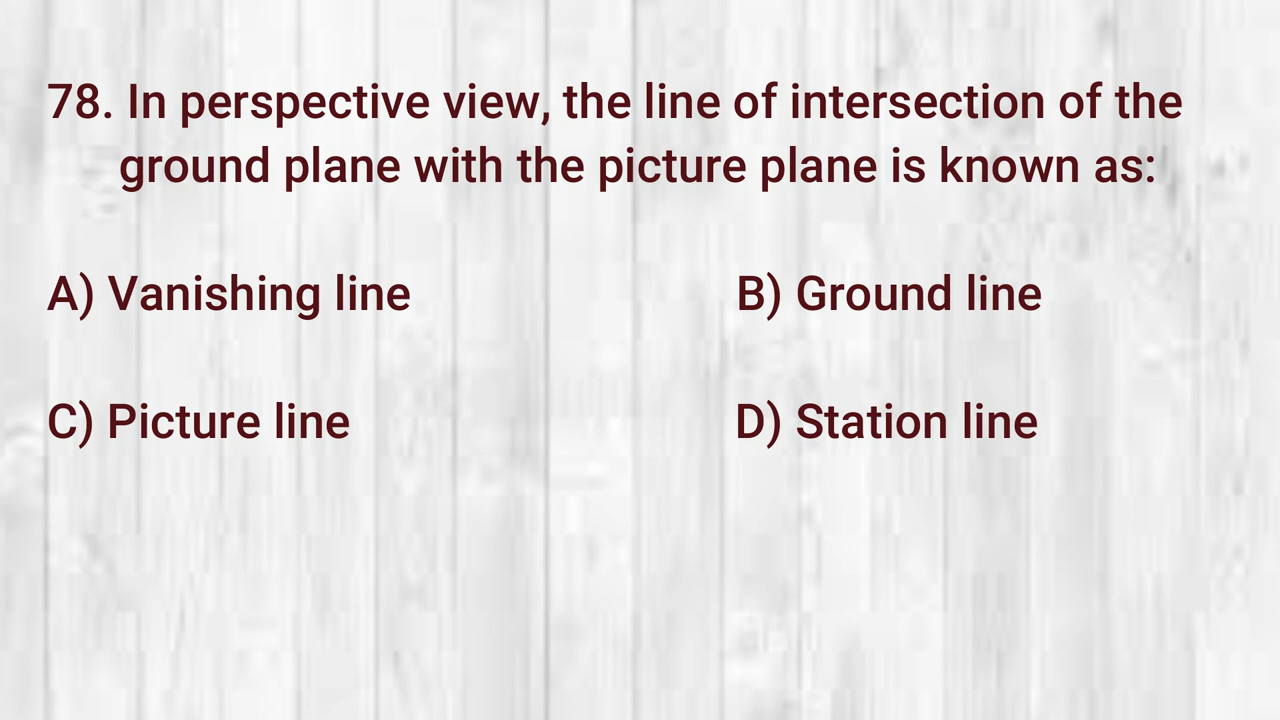 78. In perspective view, the line of intersection of the
ground plane with the picture plane is known as:
A) Vanishing line B) Ground line
C) Picture line D) Station line